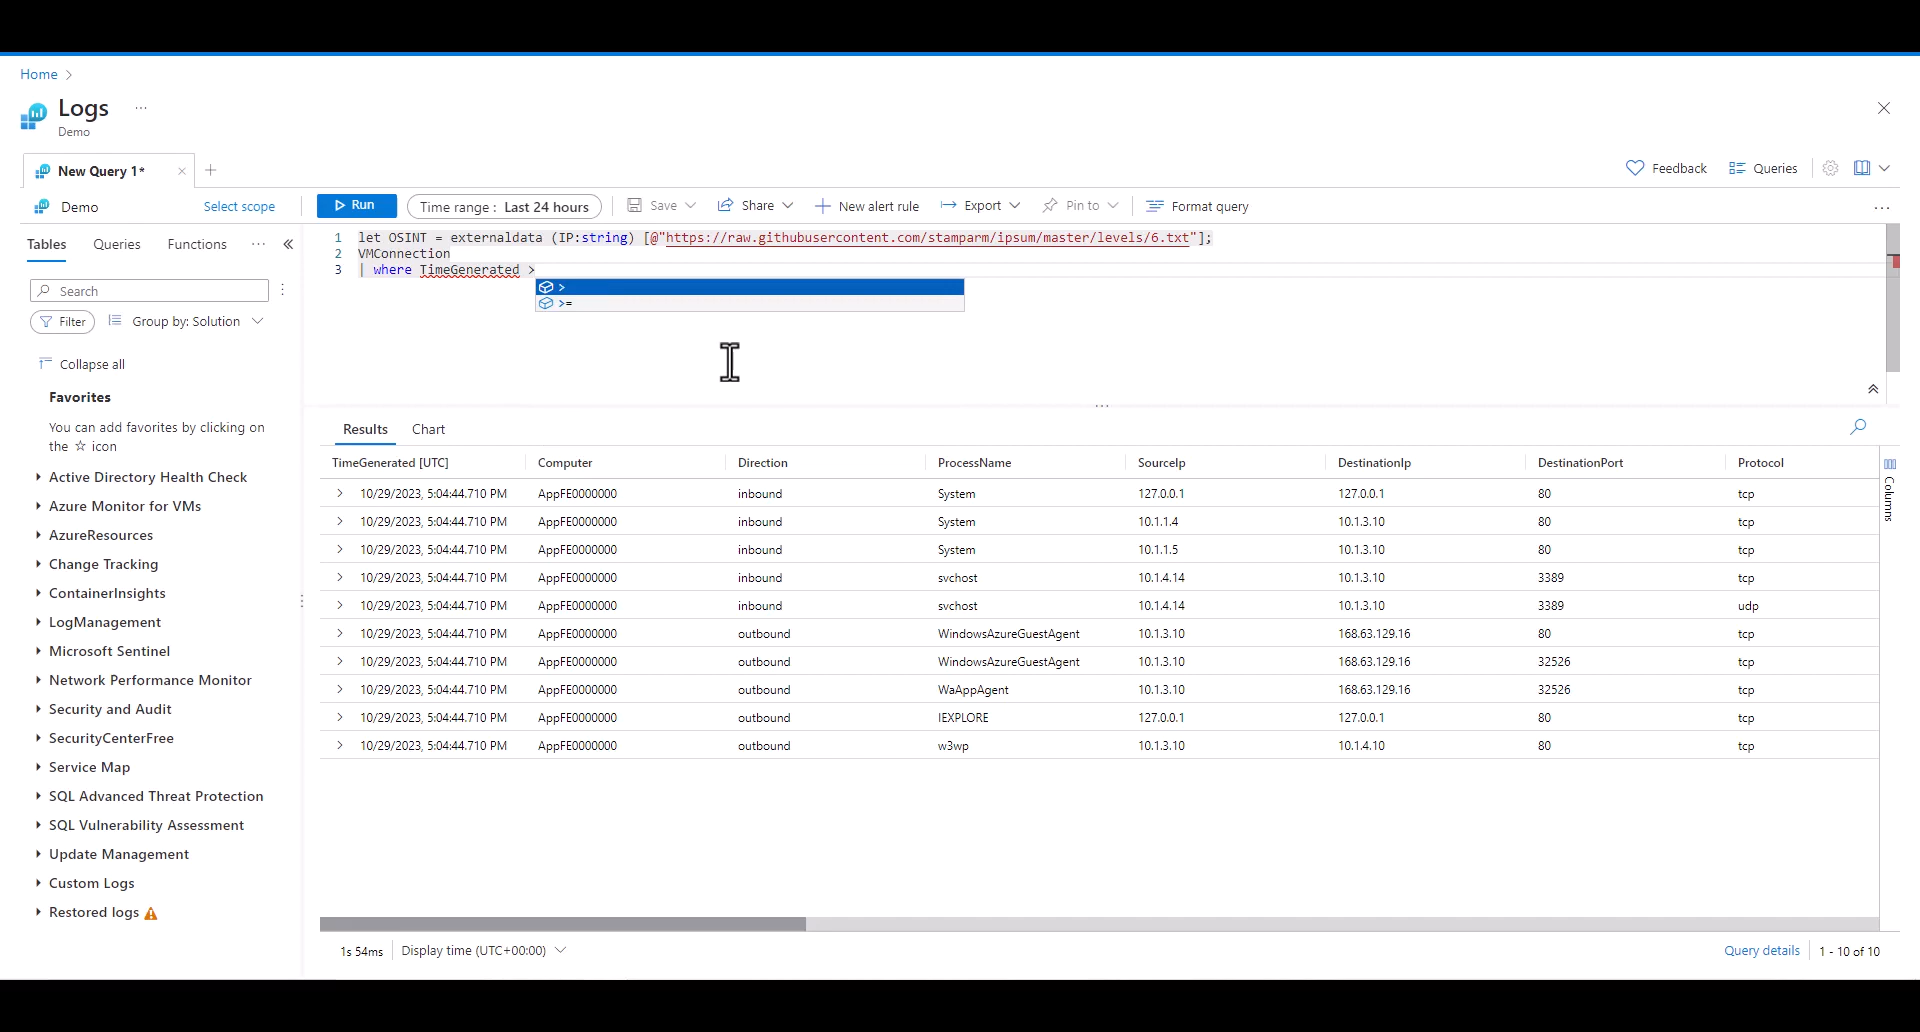 Home
Logs
...
Demo
New Query 1*
Feedback
Queries
Demo
Select scope
Run
Time range : Last 24 hours
Save
Share
New alert rule
Export
Pin to
Format query
...
Tables
Queries
Functions
...
1 let OSINT = externaldata (IP:string) [@"https://raw.githubusercontent.com/stamparm/ipsum/master/levels/6.txt"];
2 VMConnection
3 | where TimeGenerated >
>
>=
Search
Filter
Group by: Solution
Collapse all
Favorites
You can add favorites by clicking on
the ☆ icon
Active Directory Health Check
Azure Monitor for VMs
AzureResources
Change Tracking
ContainerInsights
LogManagement
Microsoft Sentinel
Network Performance Monitor
Security and Audit
SecurityCenterFree
Service Map
SQL Advanced Threat Protection
SQL Vulnerability Assessment
Update Management
Custom Logs
Restored logs
Results Chart
TimeGenerated [UTC] Computer Direction ProcessName SourceIp DestinationIp DestinationPort Protocol
10/29/2023, 5:04:44.710 PM AppFE0000000 inbound System 127.0.0.1 127.0.0.1 80 tcp
10/29/2023, 5:04:44.710 PM AppFE0000000 inbound System 10.1.1.4 10.1.3.10 80 tcp
10/29/2023, 5:04:44.710 PM AppFE0000000 inbound System 10.1.1.5 10.1.3.10 80 tcp
10/29/2023, 5:04:44.710 PM AppFE0000000 inbound svchost 10.1.4.14 10.1.3.10 3389 tcp
10/29/2023, 5:04:44.710 PM AppFE0000000 inbound svchost 10.1.4.14 10.1.3.10 3389 udp
10/29/2023, 5:04:44.710 PM AppFE0000000 outbound WindowsAzureGuestAgent 10.1.3.10 168.63.129.16 80 tcp
10/29/2023, 5:04:44.710 PM AppFE0000000 outbound WindowsAzureGuestAgent 10.1.3.10 168.63.129.16 32526 tcp
10/29/2023, 5:04:44.710 PM AppFE0000000 outbound WaAppAgent 10.1.3.10 168.63.129.16 32526 tcp
10/29/2023, 5:04:44.710 PM AppFE0000000 outbound IEXPLORE 127.0.0.1 127.0.0.1 80 tcp
10/29/2023, 5:04:44.710 PM AppFE0000000 outbound w3wp 10.1.3.10 10.1.4.10 80 tcp
Columns
1s 54ms
Display time (UTC+00:00)
Query details
1 - 10 of 10